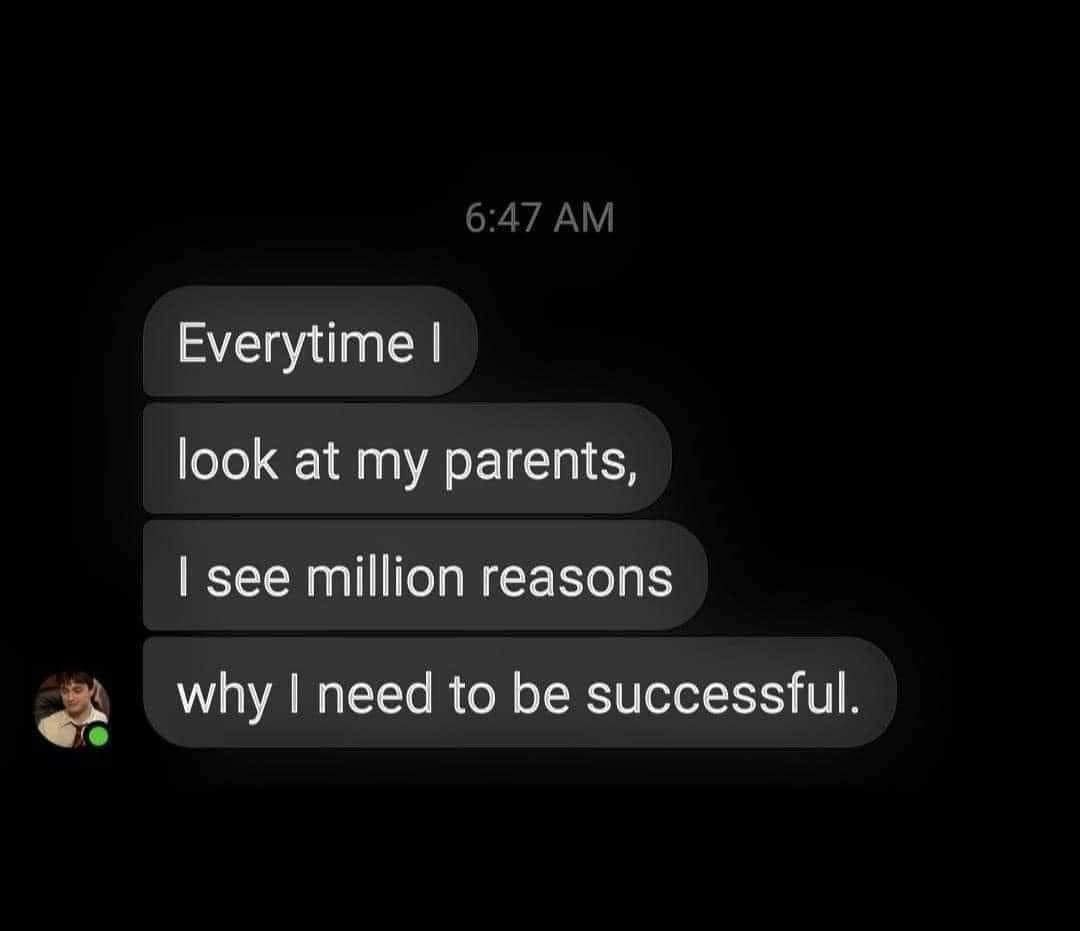 6:47 AM
Everytime I
look at my parents,
I see million reasons
why I need to be successful.